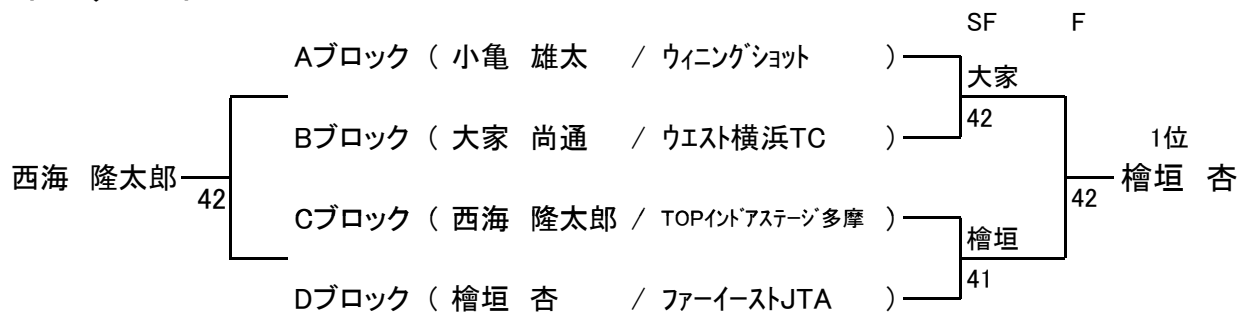 SF F
Aブロック ( 小亀 雄太 / ウィニングショット )
大家
42
Bブロック ( 大家 尚通 / ウエスト横浜TC )
1位
西海 隆太郎
檜垣 杏
42
42
Cブロック ( 西海 隆太郎 / TOPインドアステージ多摩 )
檜垣
41
Dブロック ( 檜垣 杏 / ファーイーストJTA )